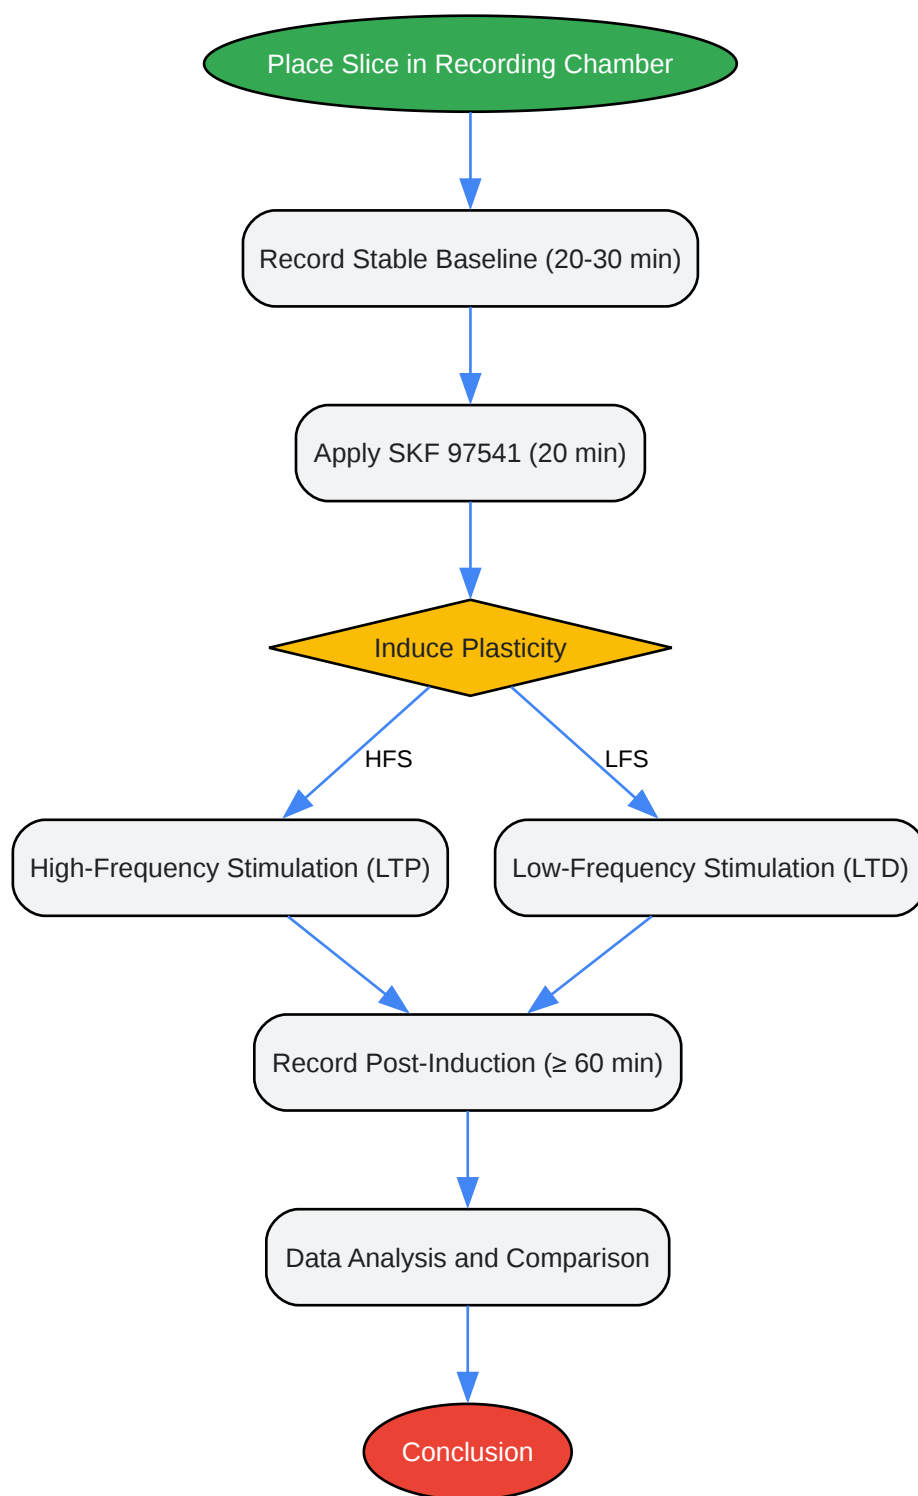 Place Slice in Recording Chamber
Record Stable Baseline (20-30 min)
Apply SKF 97541 (20 min)
Induce Plasticity
HFS
LFS
High-Frequency Stimulation (LTP)
Low-Frequency Stimulation (LTD)
Record Post-Induction (≥ 60 min)
Data Analysis and Comparison
Conclusion